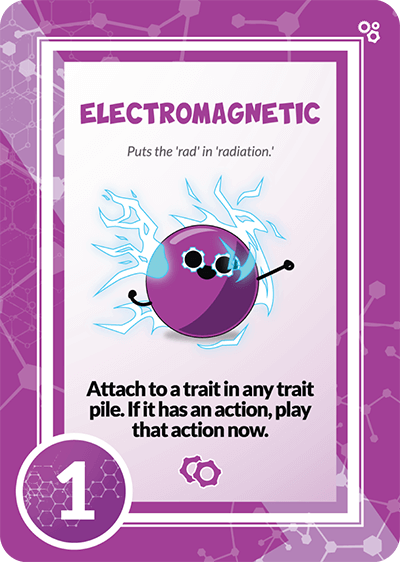 ELECTROMAGNETIC
Puts the 'rad' in 'radiation.'
Attach to a trait in any trait
pile. If it has an action, play
that action now.
1